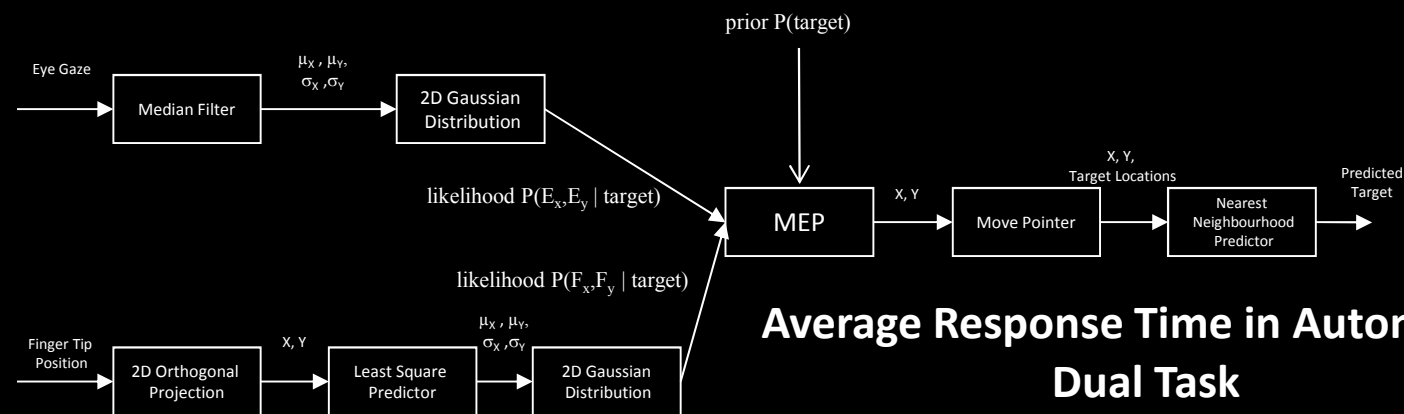 prior P(target)
Eye Gaze
Median Filter
μX , μY,
σX ,σY
2D Gaussian
Distribution
likelihood P(Ex,Ey | target)
MEP
X, Y
Move Pointer
X, Y,
Target Locations
Nearest
Neighbourhood
Predictor
Predicted
Target
likelihood P(Fx,Fy | target)
Finger Tip
Position
2D Orthogonal
Projection
X, Y
Least Square
Predictor
μX , μY,
σX ,σY
2D Gaussian
Distribution
Average Response Time in
Dual Task